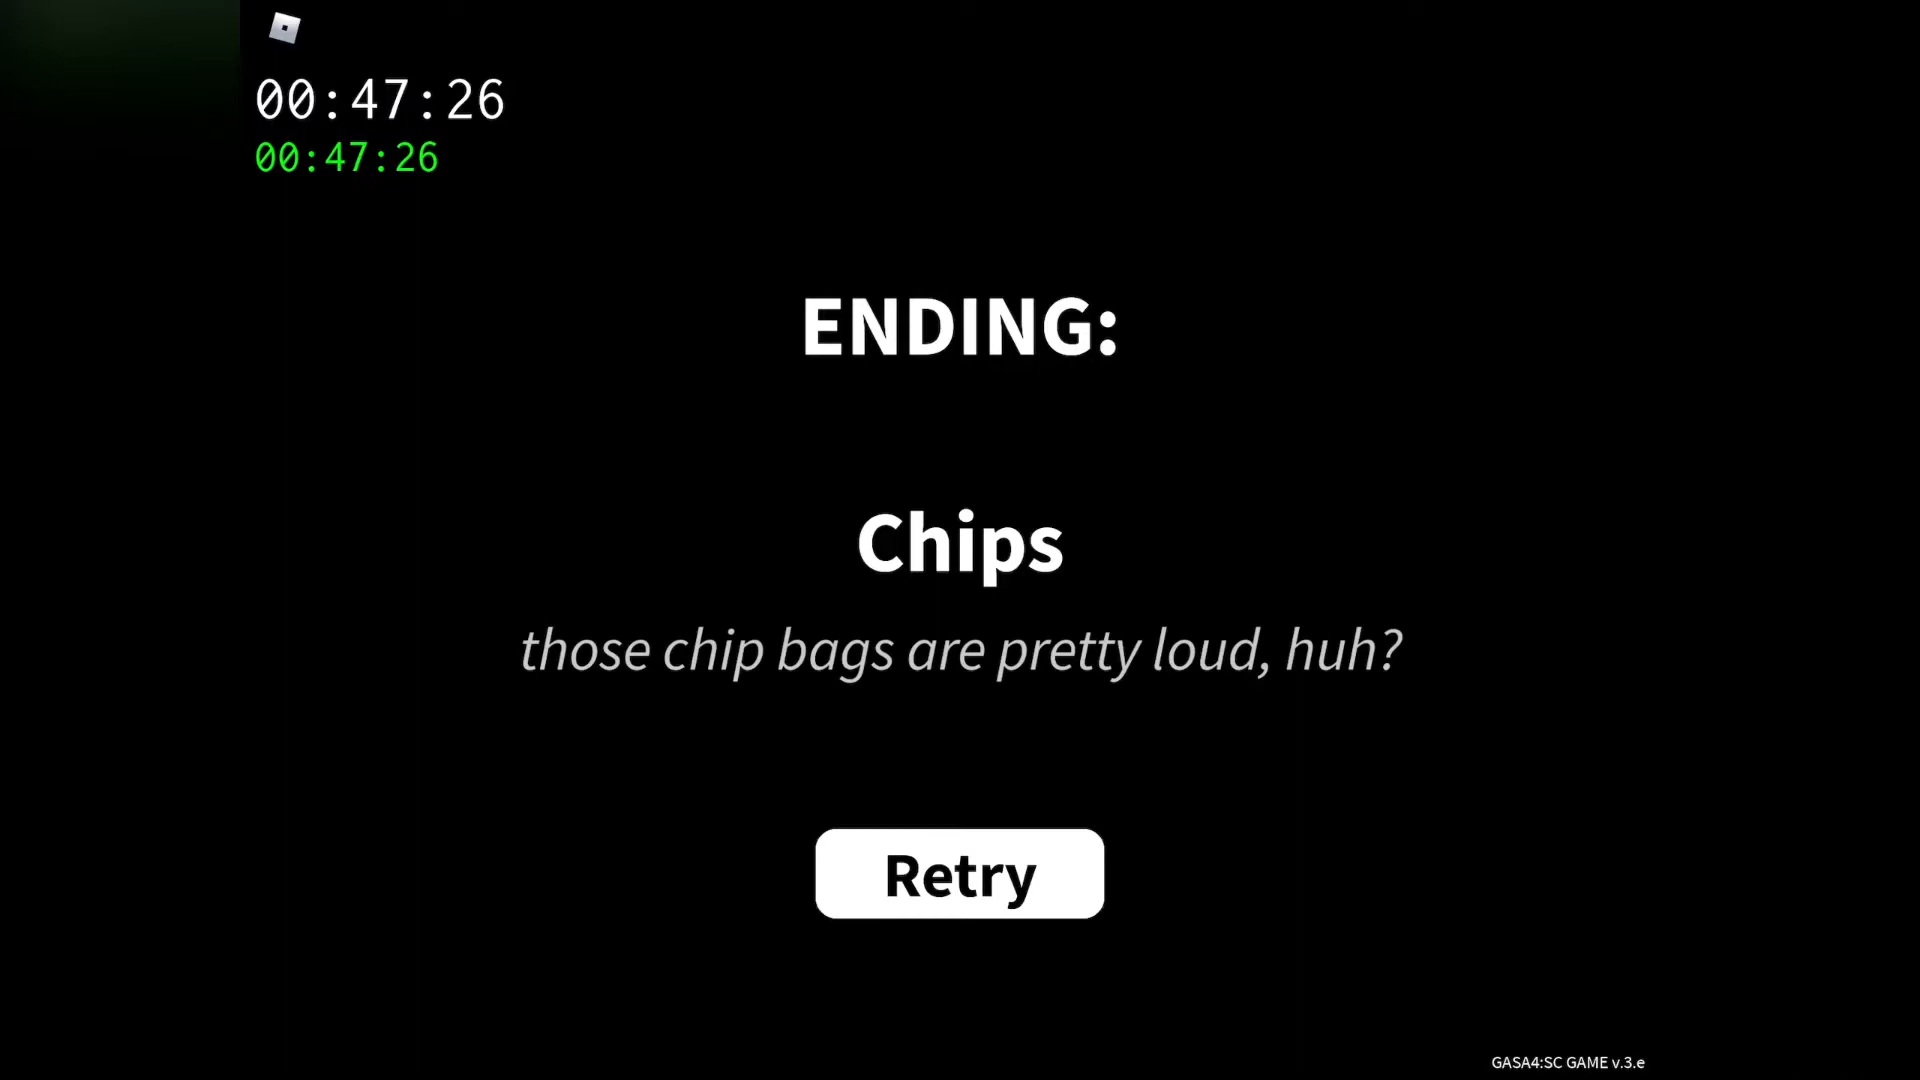 00:47:26
00:47:26
ENDING:
Chips
those chip bags are pretty loud, huh?
Retry
GASA4:SC GAME v.3.e